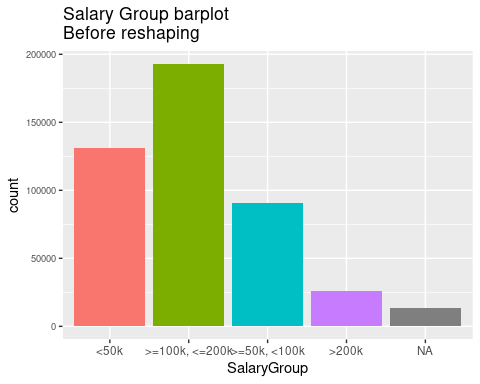 Salary Group barplot
Before reshaping
200000
150000
100000
50000
0
count
<50k
>=100k, <=200k
>=50k, <100k
>200k
NA
SalaryGroup